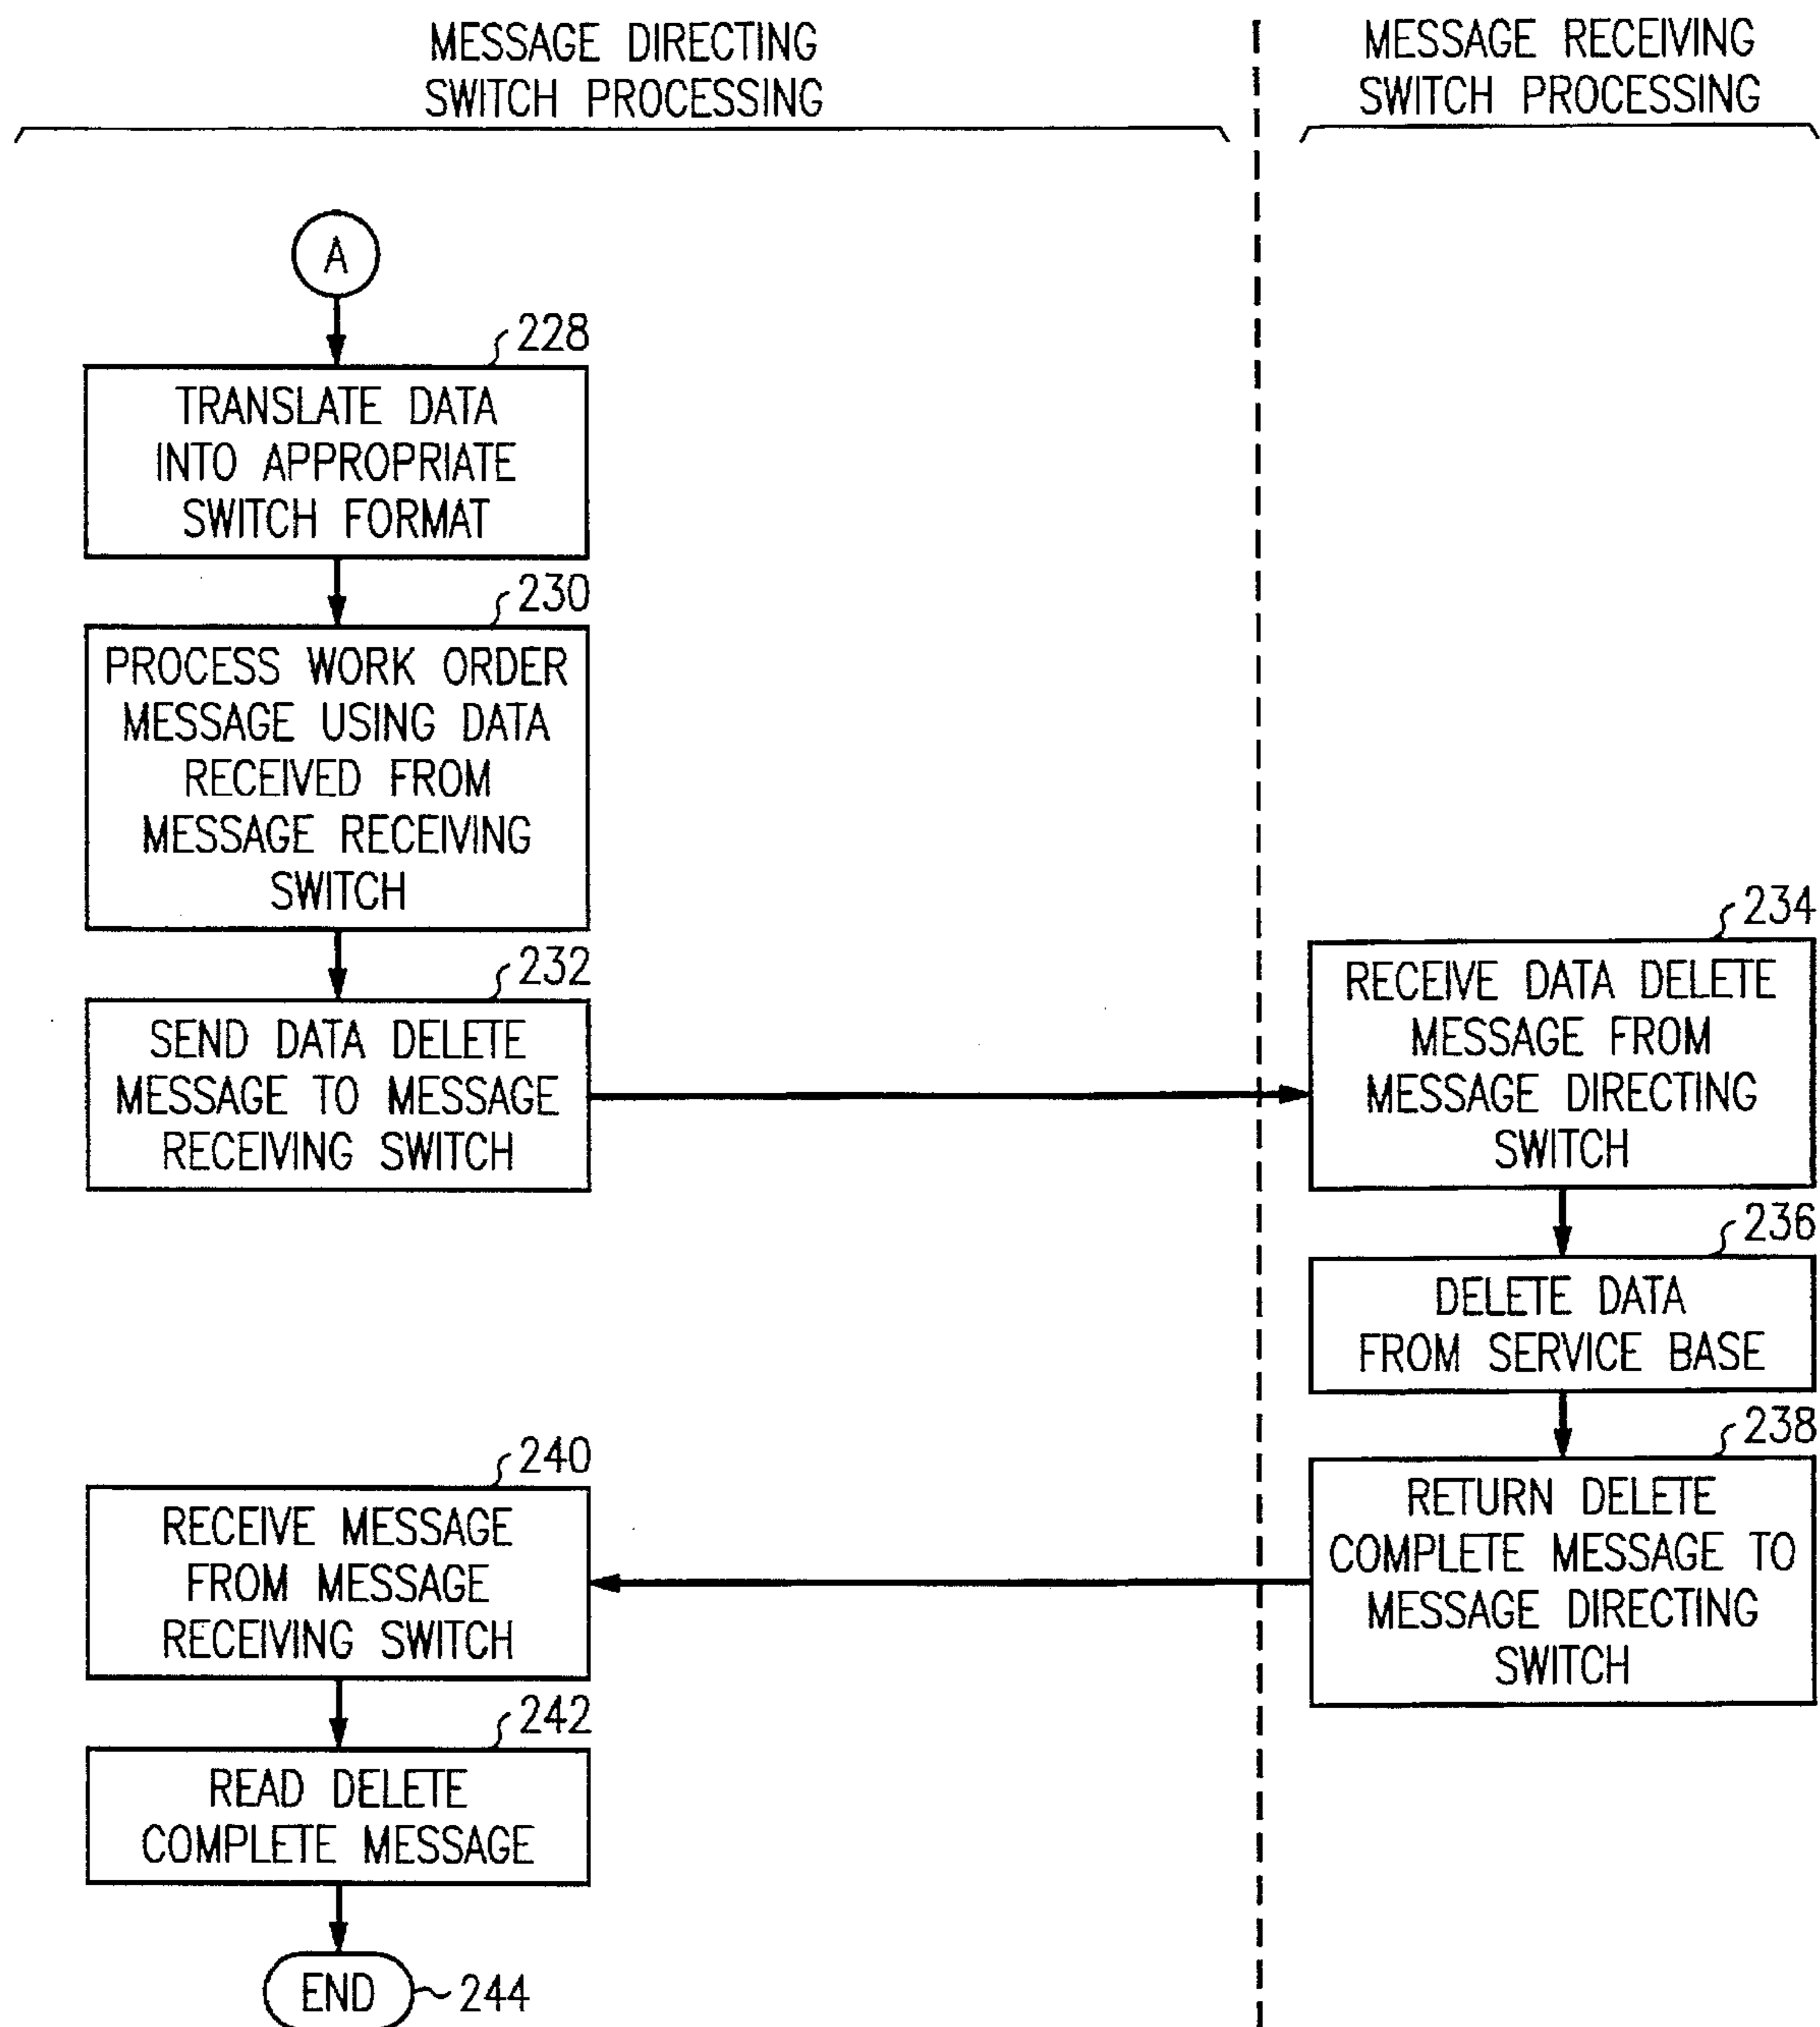 MESSAGE DIRECTING
SWITCH PROCESSING
MESSAGE RECEIVING
SWITCH PROCESSING
A
228
TRANSLATE DATA
INTO APPROPRIATE
SWITCH FORMAT
230
PROCESS WORK ORDER
MESSAGE USING DATA
RECEIVED FROM
MESSAGE RECEIVING
SWITCH
232
SEND DATA DELETE
MESSAGE TO MESSAGE
RECEIVING SWITCH
234
RECEIVE DATA DELETE
MESSAGE FROM
MESSAGE DIRECTING
SWITCH
236
DELETE DATA
FROM SERVICE BASE
238
RETURN DELETE
COMPLETE MESSAGE TO
MESSAGE DIRECTING
SWITCH
240
RECEIVE MESSAGE
FROM MESSAGE
RECEIVING SWITCH
242
READ DELETE
COMPLETE MESSAGE
END
244